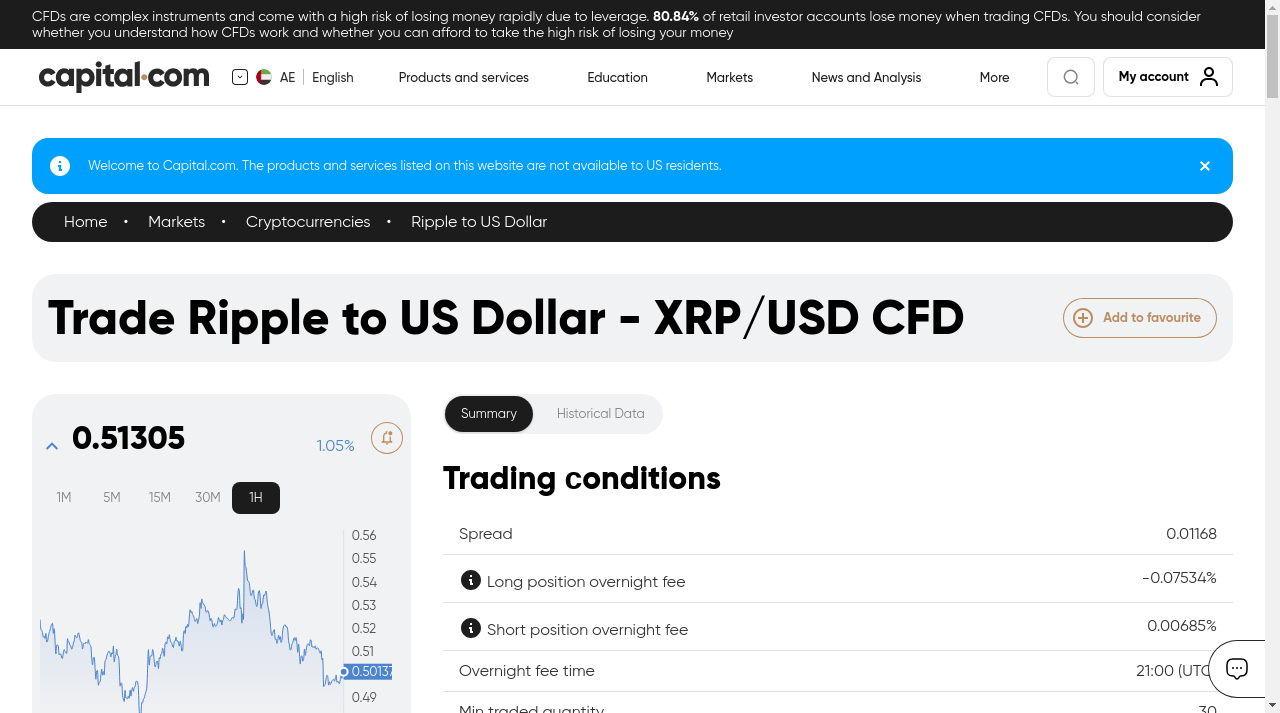 CFDs are complex instruments and come with a high risk of losing money rapidly due to leverage. 80.84% of retail investor accounts lose money when trading CFDs. You should consider
whether you understand how CFDs work and whether you can afford to take the high risk of losing your money
capital.com
AE English
Products and services
Education
Markets
News and Analysis
More
My account
Welcome to Capital.com. The products and services listed on this website are not available to US residents.
Home • Markets • Cryptocurrencies • Ripple to US Dollar
Trade Ripple to US Dollar - XRP/USD CFD
Add to favourite
0.51305
1.05%
1M 5M 15M 30M 1H
0.56
0.55
0.54
0.53
0.52
0.51
0.50137
0.49
Summary
Historical Data
Trading conditions
Spread 0.01168
Long position overnight fee -0.07534%
Short position overnight fee 0.00685%
Overnight fee time 21:00 (UTC
Min traded quantity 30